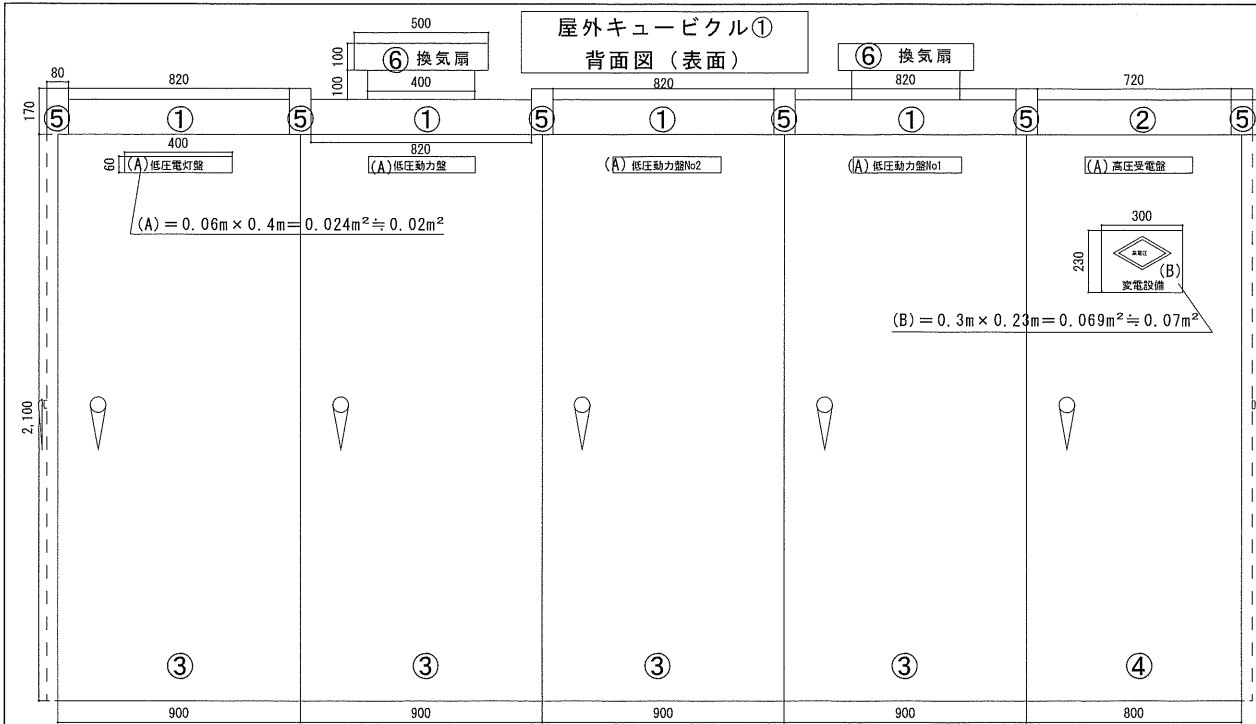 屋外キュービクル①
背面図（表面）
500
100
⑥ 換気扇
100
400
⑥ 換気扇
80
820
820
820
720
170
⑤
①
⑤
①
⑤
①
⑤
①
⑤
②
⑤
820
400
60
(A) 低圧電灯盤
(A) 低圧動力盤
(A) 低圧動力盤No2
(A) 低圧動力盤No1
(A) 高圧受電盤
(A)＝0.06m×0.4m＝0.024m²≒0.02m²
300
230
(B)
変電設備
(B)＝0.3m×0.23m＝0.069m²≒0.07m²
2,100
③
③
③
③
④
900
900
900
900
800